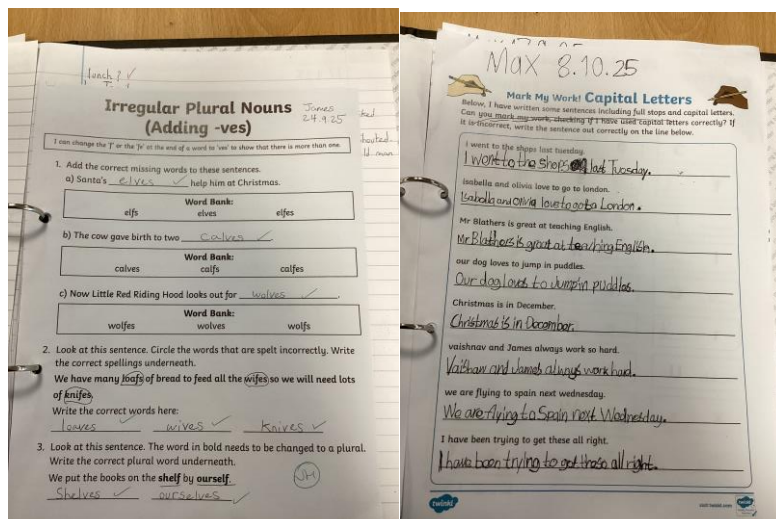 lunch ? ✓
Irregular Plural Nouns
(Adding -ves)
James
24.9.25
I can change the 'f' or the 'fe' at the end of a word to 'ves' to show that there is more than one.
1. Add the correct missing words to these sentences.
a) Santa's elves ✓ help him at Christmas.
Word Bank:
elfs elves elfes
b) The cow gave birth to two calves ✓.
Word Bank:
calves calfs calfes
c) Now Little Red Riding Hood looks out for wolves ✓.
Word Bank:
wolfes wolves wolfs
2. Look at this sentence. Circle the words that are spelt incorrectly. Write
the correct spellings underneath.
We have many loafs of bread to feed all the wifes so we will need lots
of knifes.
Write the correct words here:
loaves ✓ wives ✓ knives ✓
3. Look at this sentence. The word in bold needs to be changed to a plural.
Write the correct plural word underneath.
We put the books on the shelf by ourself.
Shelves ✓ ourselves ✓
Max 8.10.25
Mark My Work! Capital Letters
Below, I have written some sentences including full stops and capital letters.
Can you mark my work, checking if I have used capital letters correctly? If
it is incorrect, write the sentence out correctly on the line below.
i went to the shops last tuesday.
I went to the shops last Tuesday.
isabella and olivia love to go to london.
Isabella and Olivia love to go to London.
Mr Blathers is great at teaching English.
Mr Blathers is great at teaching English.
our dog loves to jump in puddles.
Our dog loves to jump in puddles.
Christmas is in December.
Christmas is in December.
vaishnav and James always work so hard.
and James always work hard.
we are flying to spain next wednesday.
We are flying to Spain next Wednesday.
I have been trying to get these all right.
I have been trying to get these all right.
twinkl
visit twinkl.com